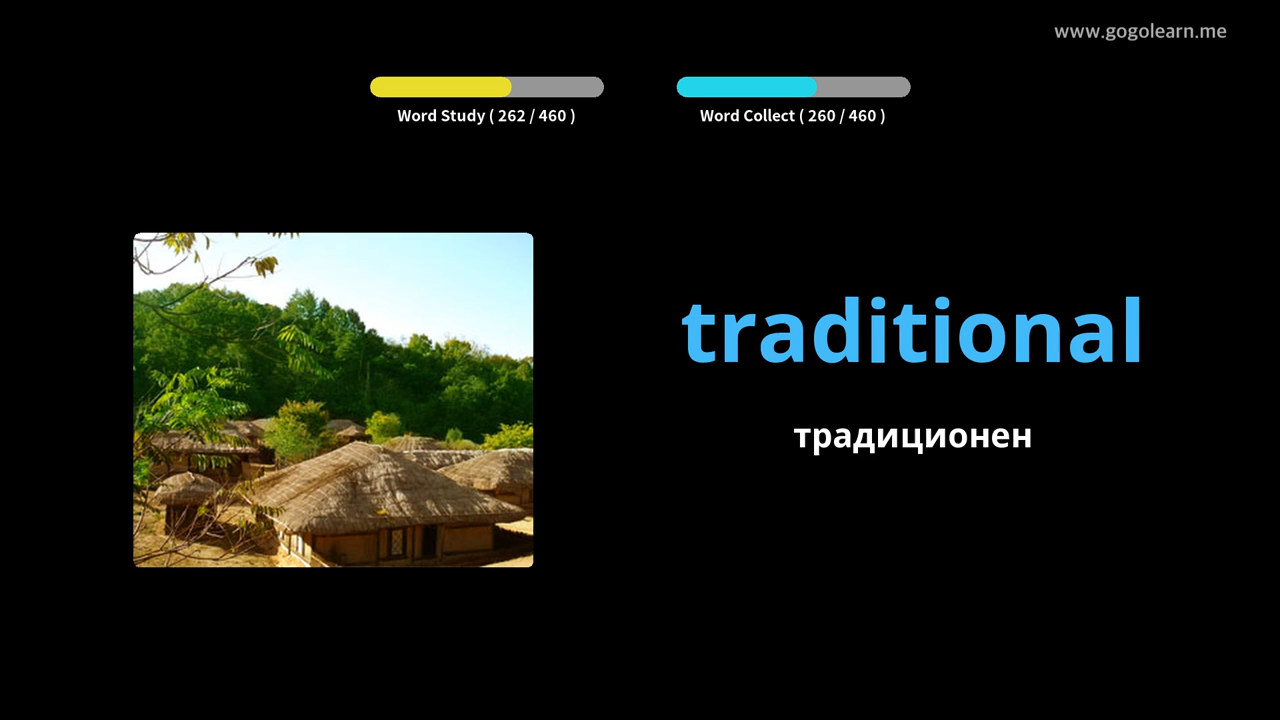 www.gogolearn.me
Word Study ( 262 / 460 )
Word Collect ( 260 / 460 )
traditional
традиционен